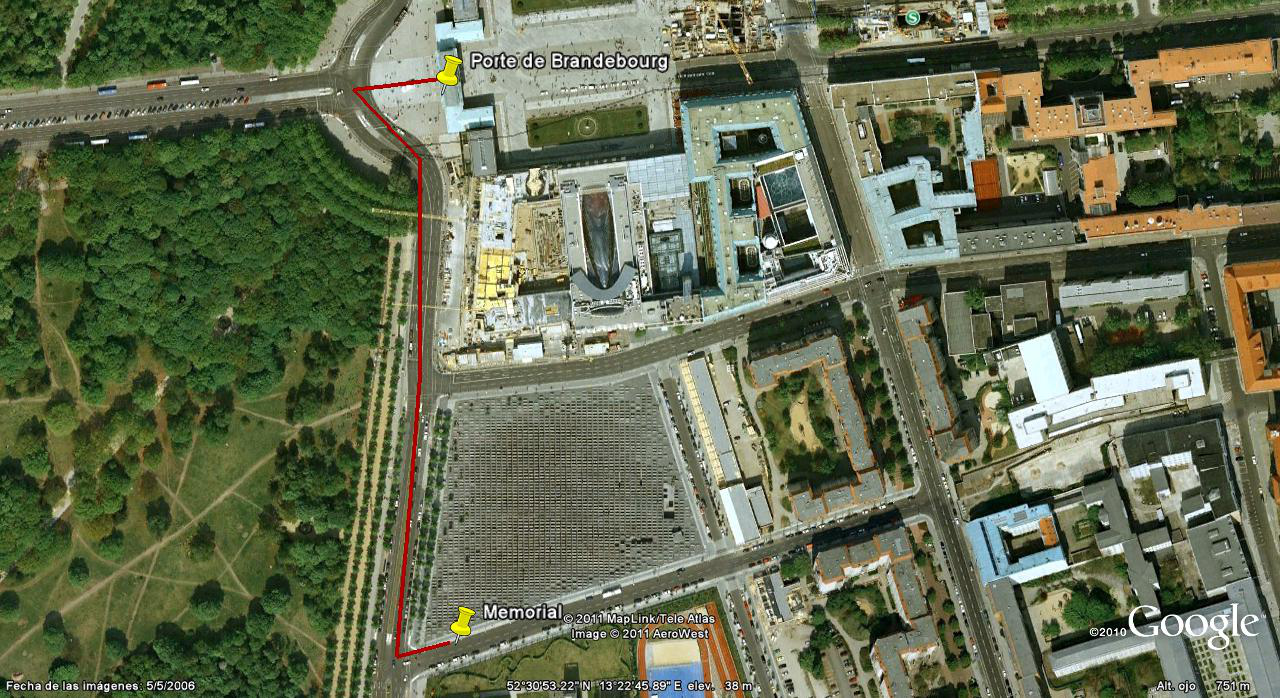 S
Porte de Brandebourg
Memorial
© 2011 MapLink/Tele Atlas
Image © 2011 AeroWest
©2010 Google
Fecha de las imágenes: 5/5/2006
52°30'53.22" N 13°22'45.89" E elev. 38 m
Alt. ojo 751 m